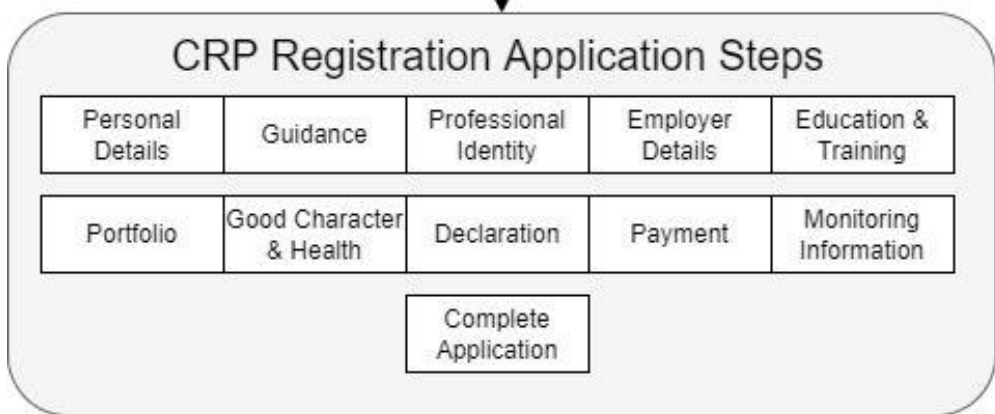 CRP Registration Application Steps
Personal
Details
Guidance
Professional
Identity
Employer
Details
Education &
Training
Portfolio
Good Character
& Health
Declaration
Payment
Monitoring
Information
Complete
Application